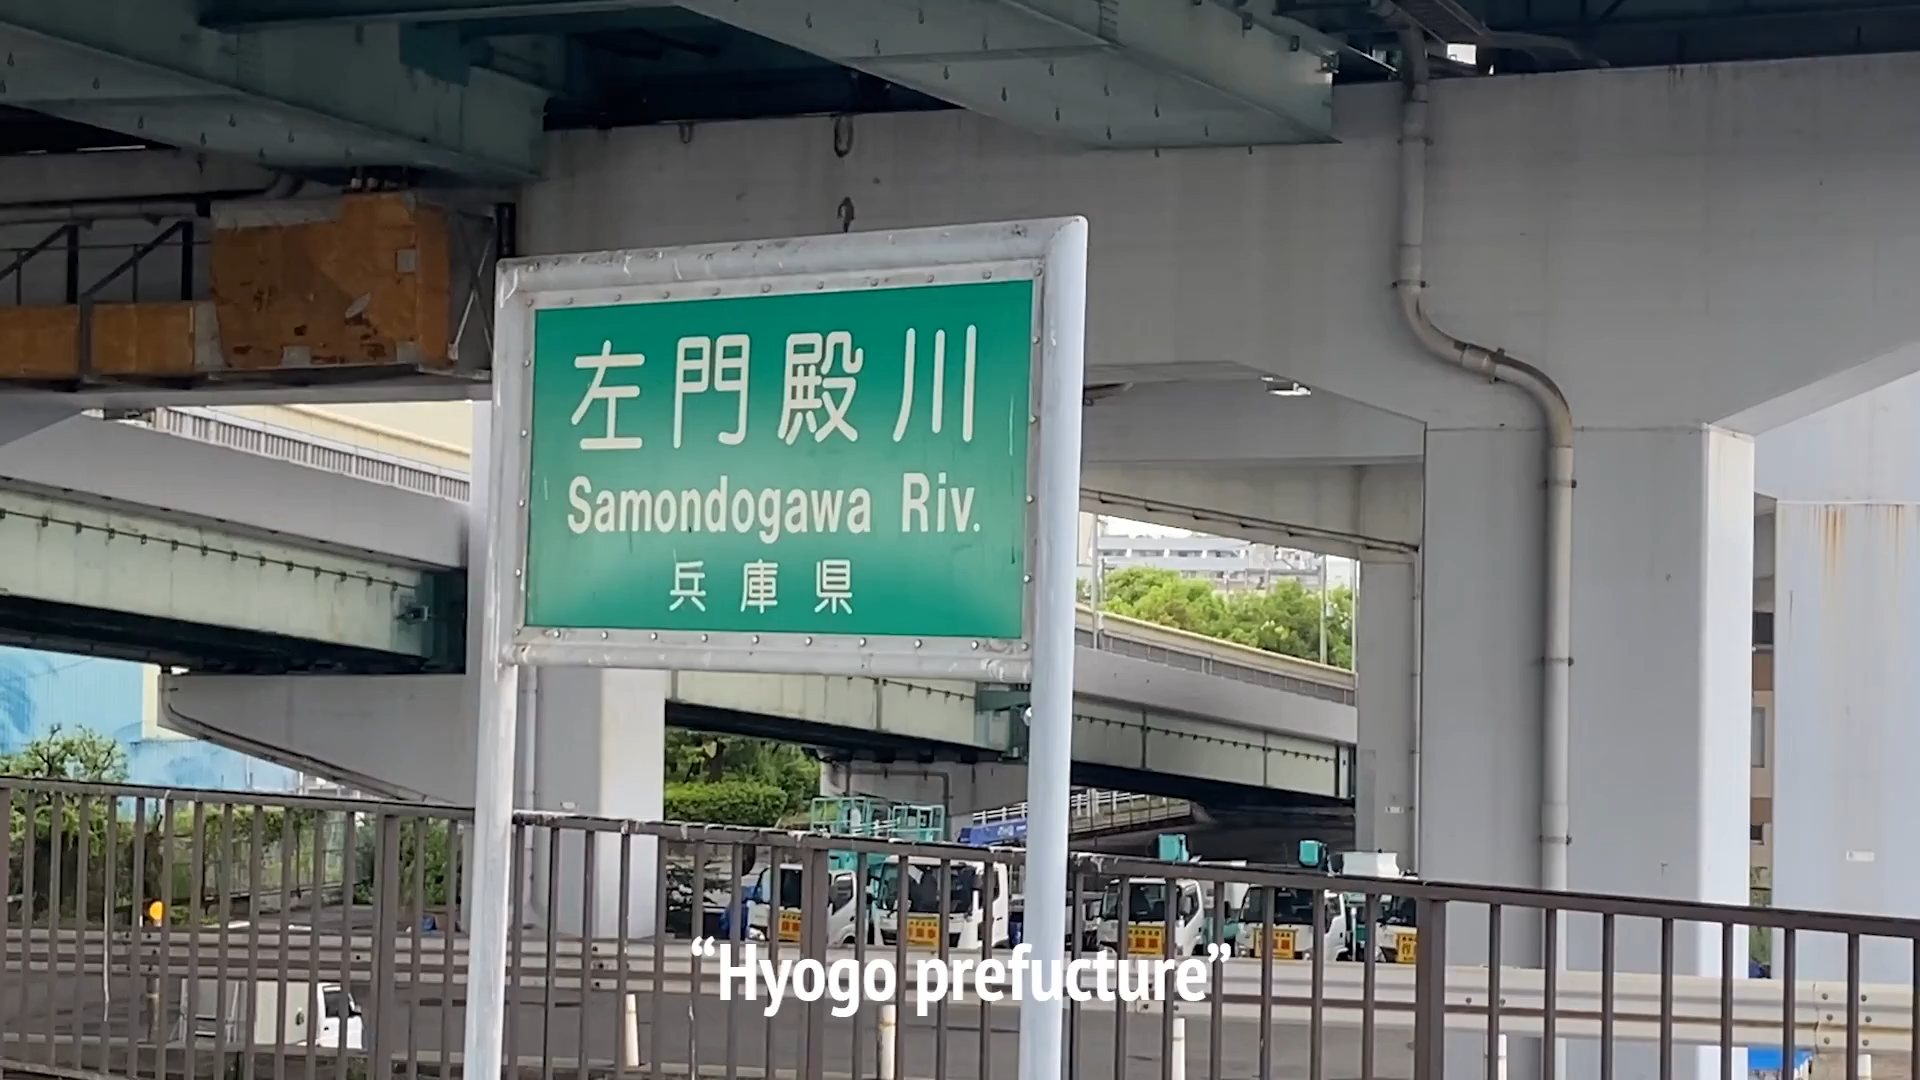 左門殿川
Samondogawa Riv.
兵庫県
“Hyogo prefucture”